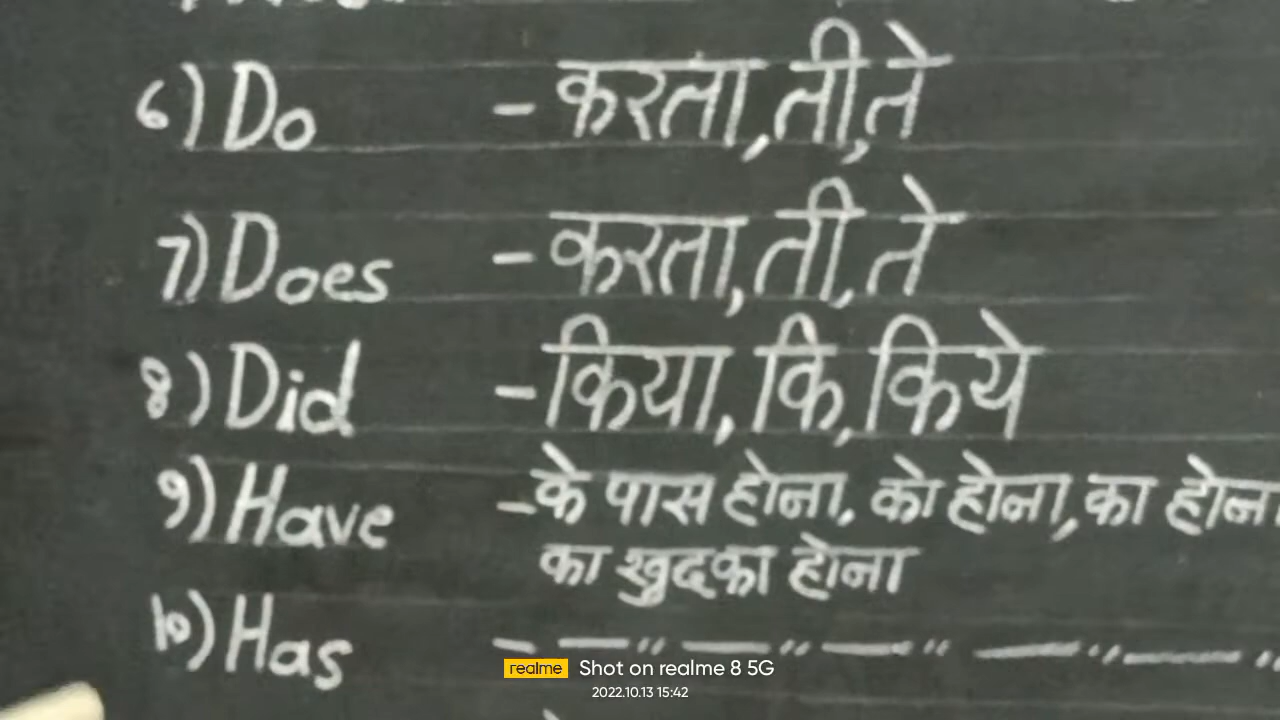 6) Do - करता, ती, ते
7) Does - करता, ती, ते
8) Did - किया, कि, किये
9) Have - के पास होना, को होना, का होना
का खुदका होना
10) Has - — " — " — " — " — "
realme Shot on realme 8 5G
2022.10.13 15:42